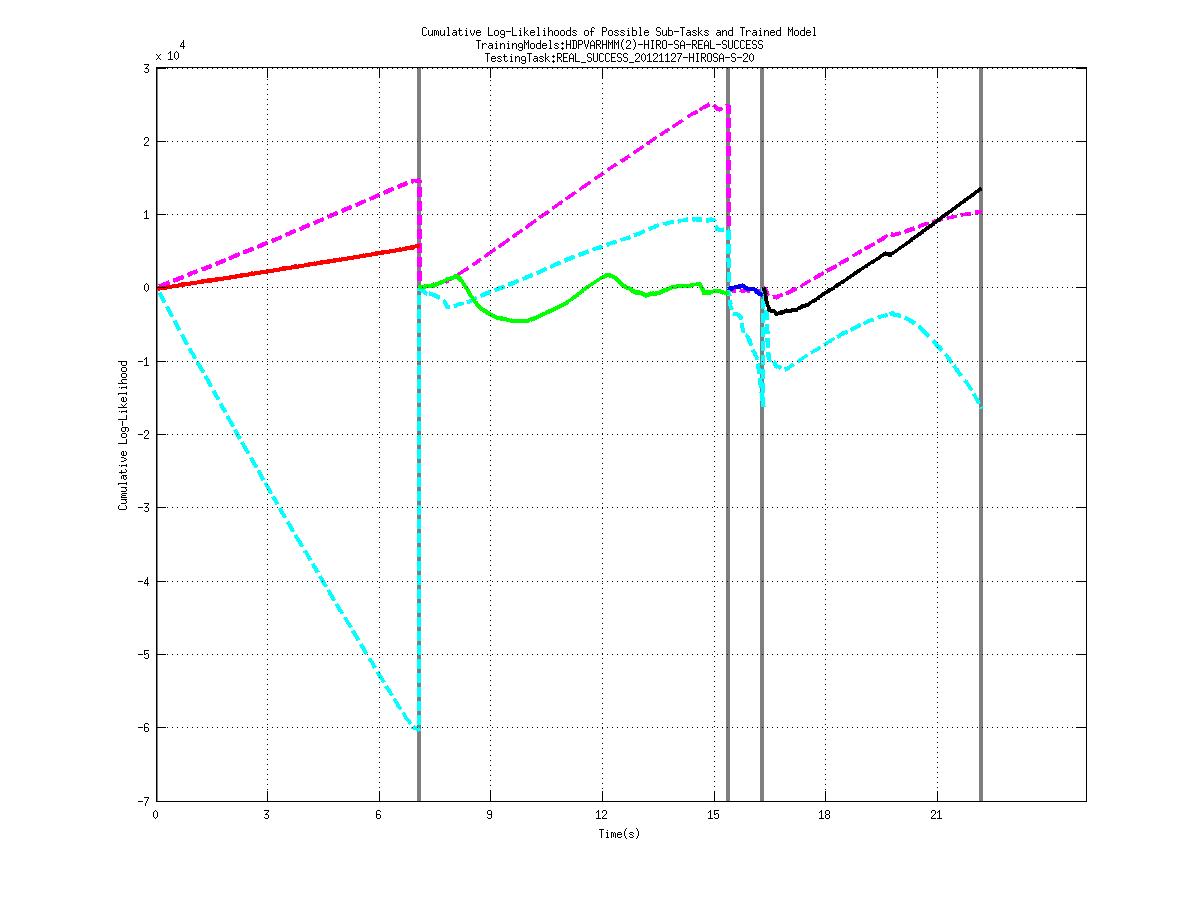 Cumulative Log-Likelihoods of Possible Sub-Tasks and Trained Model
TrainingModels:HDPVARHMM(2)-HIRO-SA-REAL-SUCCESS
TestingTask:REAL_SUCCESS_20121127-HIROSA-S-20
x 10^4
3
2
1
0
-1
-2
-3
-4
-5
-6
-7
Cumulative Log-Likelihood
0 3 6 9 12 15 18 21
Time(s)